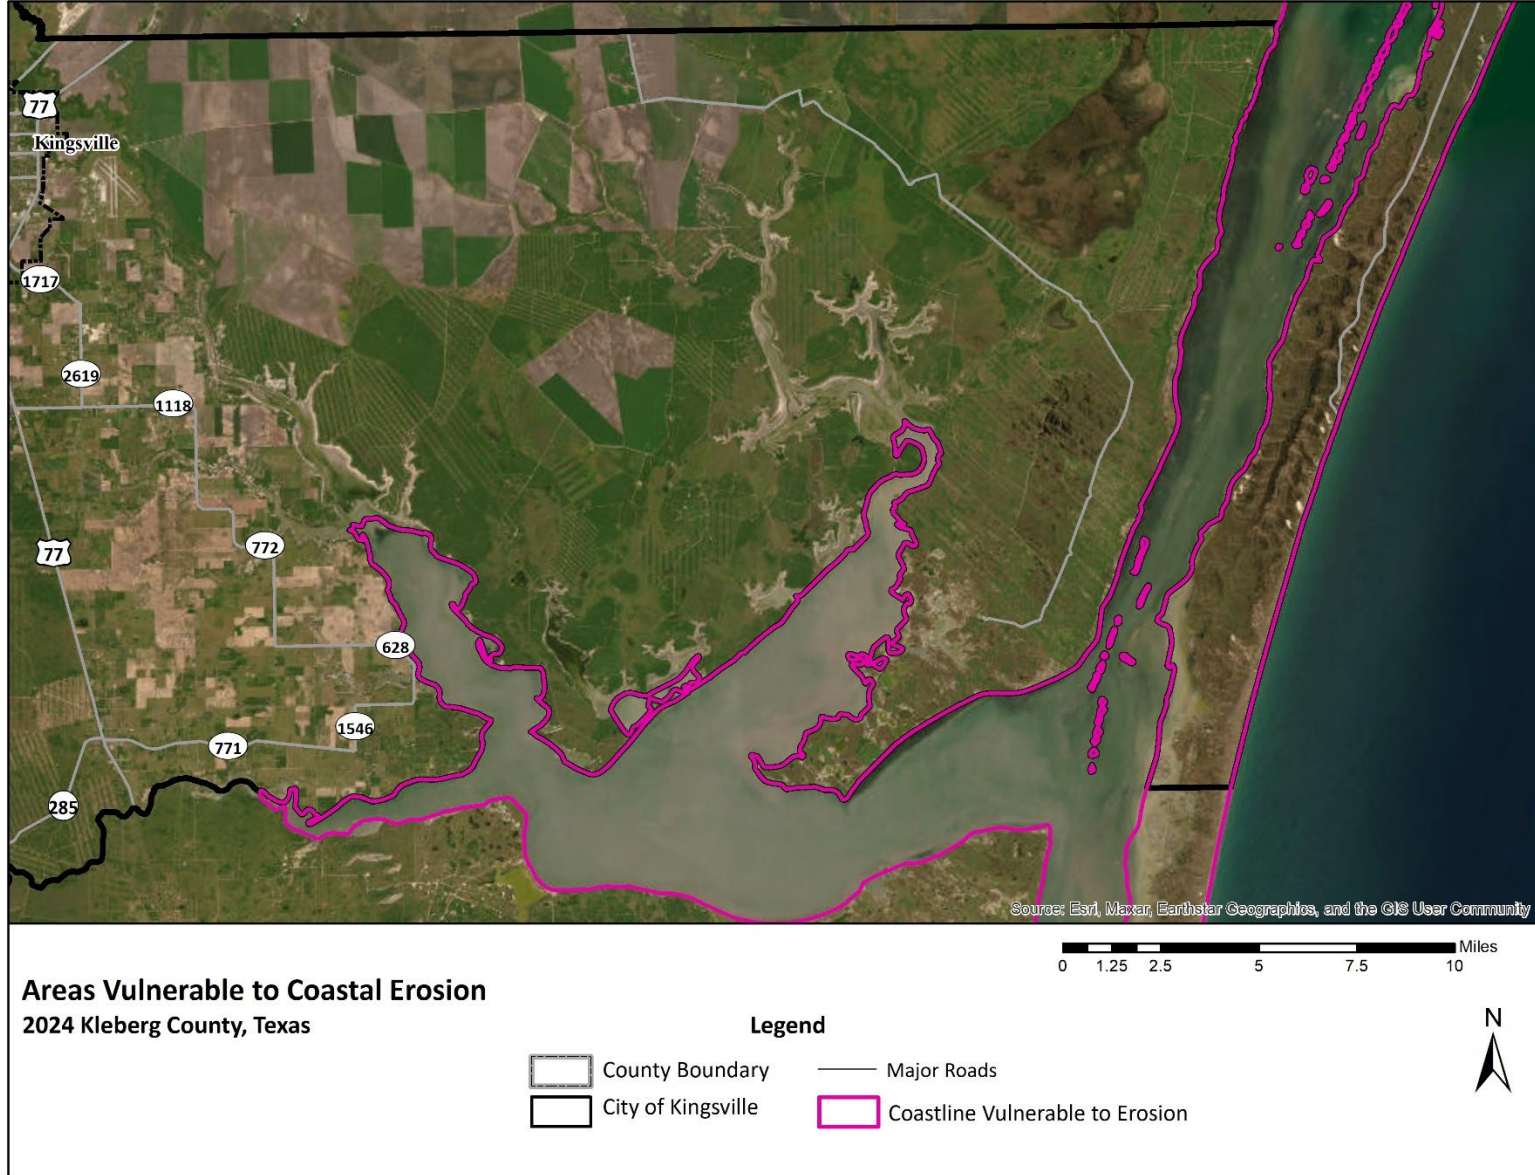 77
Kingsville
1717
2619
1118
77
772
628
1546
771
285
Source: Esri, Maxar, Earthstar Geographics, and the GIS User Community
Miles
0 1.25 2.5 5 7.5 10
Areas Vulnerable to Coastal Erosion
2024 Kleberg County, Texas
Legend
County Boundary
Major Roads
City of Kingsville
Coastline Vulnerable to Erosion
N